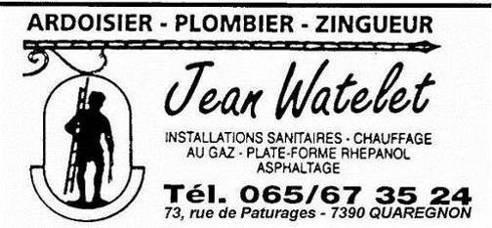 ARDOISIER - PLOMBIER - ZINGUEUR
Jean Watelet
INSTALLATIONS SANITAIRES - CHAUFFAGE
AU GAZ - PLATE-FORME RHEPANOL
ASPHALTAGE
Tél. 065/67 35 24
73, rue de Paturages - 7390 QUAREGNON